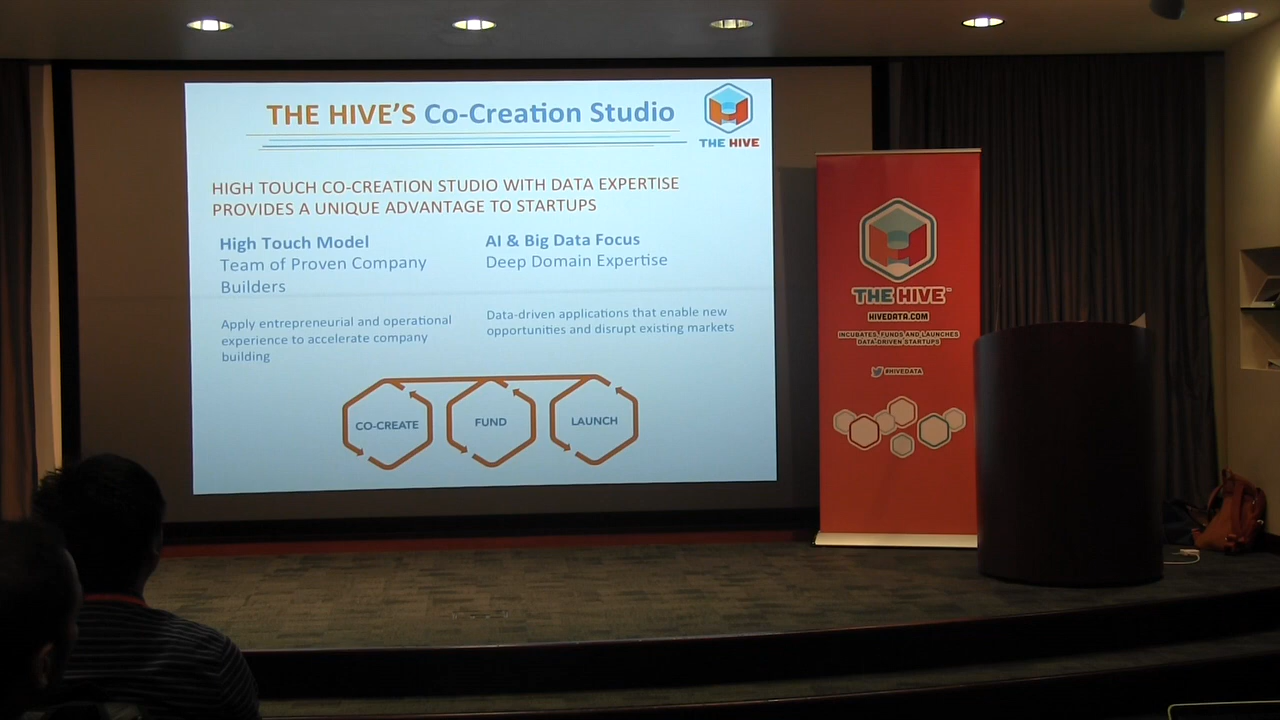 THE HIVE'S Co-Creation Studio
THE HIVE
HIGH TOUCH CO-CREATION STUDIO WITH DATA EXPERTISE
PROVIDES A UNIQUE ADVANTAGE TO STARTUPS
High Touch Model
Team of Proven Company
Builders
Apply entrepreneurial and operational
experience to accelerate company
building
AI & Big Data Focus
Deep Domain Expertise
Data-driven applications that enable new
opportunities and disrupt existing markets
CO-CREATE
FUND
LAUNCH
THE HIVE™
HIVEDATA.COM
INCUBATES, FUNDS AND LAUNCHES
DATA-DRIVEN STARTUPS
#HIVEDATA